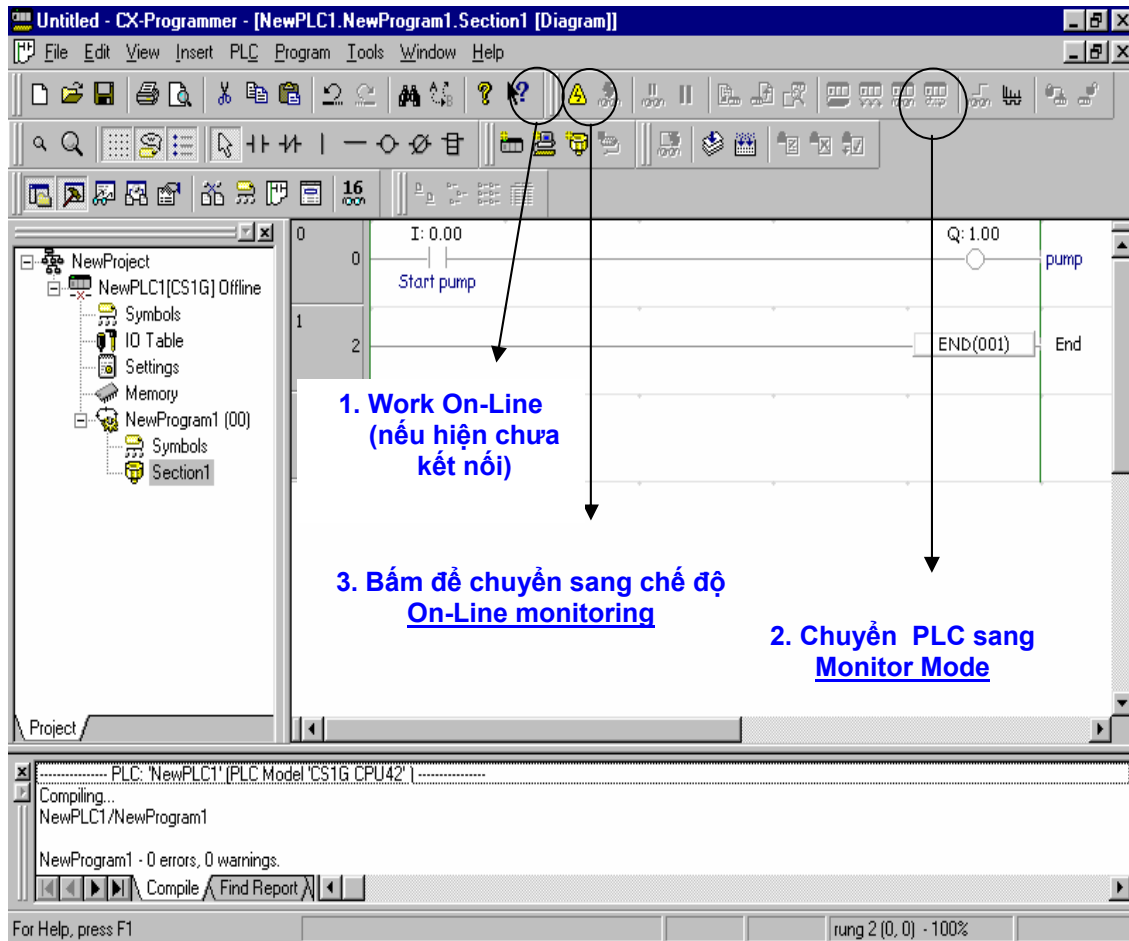 Untitled - CX-Programmer - [NewPLC1.NewProgram1.Section1 [Diagram]]
File Edit View Insert PLC Program Tools Window Help
16
NewProject
NewPLC1[CS1G] Offline
Symbols
IO Table
Settings
Memory
NewProgram1 (00)
Symbols
Section1
Project
0
0
I: 0.00
Start pump
Q: 1.00
pump
1
2
END(001)
End
1. Work On-Line
(nếu hiện chưa
kết nối)
3. Bấm để chuyển sang chế độ
On-Line monitoring
2. Chuyển PLC sang
Monitor Mode
--------------- PLC: 'NewPLC1' (PLC Model 'CS1G CPU42' ) ---------------
Compiling...
NewPLC1/NewProgram1
NewProgram1 - 0 errors, 0 warnings.
Compile Find Report
For Help, press F1
rung 2 (0, 0) - 100%